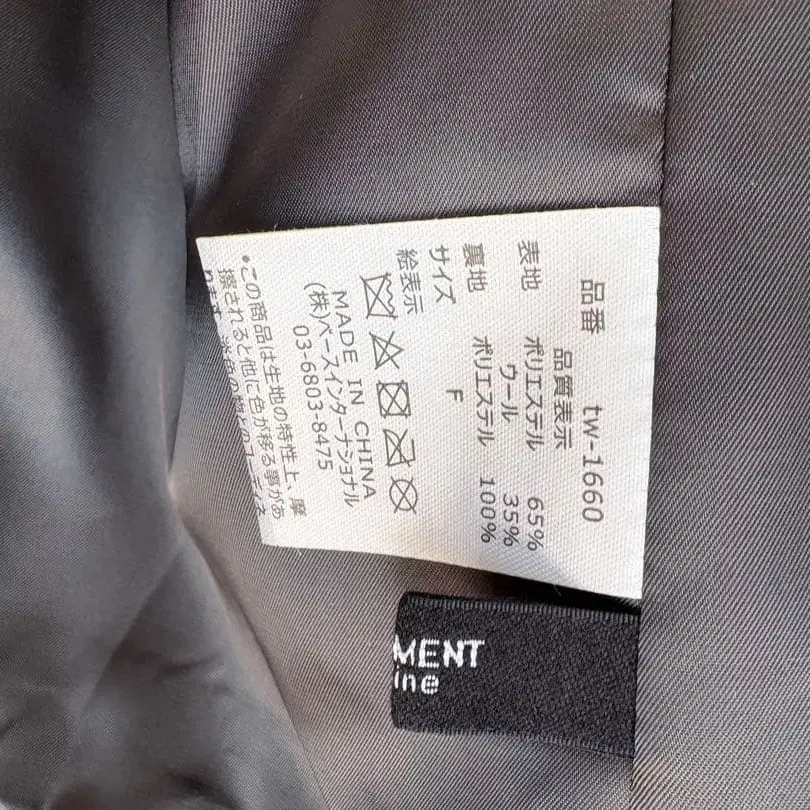 品番 tw-1660
品質表示
表地 ポリエステル 65%
ウール 35%
裏地 ポリエステル 100%
サイズ F
絵表示
MADE IN CHINA
(株)ベースインターナショナル
03-6803-8475
•この商品は生地の特性上、摩
擦されると他に色が移る事があ
MENT
ine